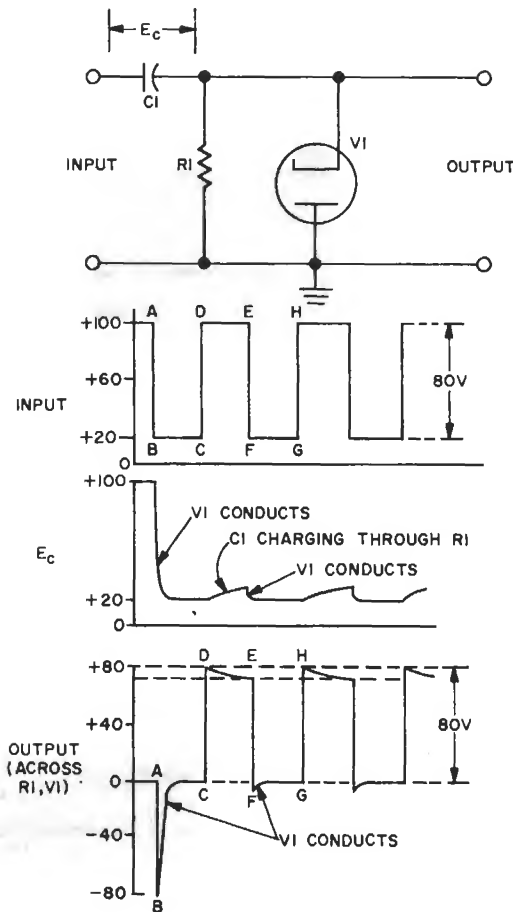 E_C
C1
INPUT
R1
V1
OUTPUT
A D E H
+100
+60
INPUT
80V
+20
B C F G
0
+100
V1 CONDUCTS
C1 CHARGING THROUGH R1
E_C
V1 CONDUCTS
+20
0
D E H
+80
+40
80V
OUTPUT
(ACROSS
R1, V1)
A
0
C F G
V1 CONDUCTS
-40
-80
B